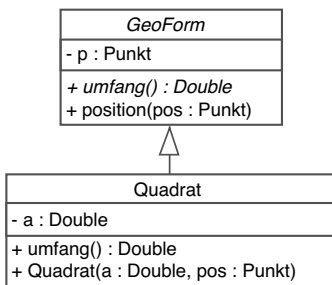 GeoForm
- p : Punkt
+ umfang() : Double
+ position(pos : Punkt)
Quadrat
- a : Double
+ umfang() : Double
+ Quadrat(a : Double, pos : Punkt)